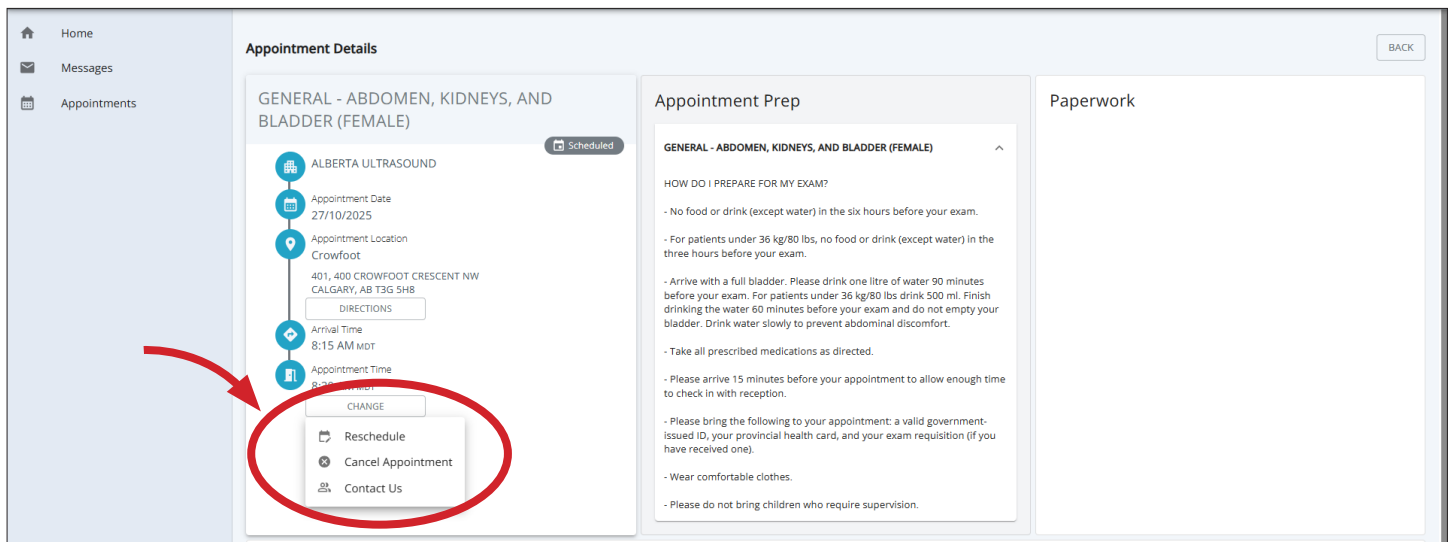 Home
Messages
Appointments
Appointment Details
BACK
GENERAL - ABDOMEN, KIDNEYS, AND
BLADDER (FEMALE)
Scheduled
ALBERTA ULTRASOUND
Appointment Date
27/10/2025
Appointment Location
Crowfoot
401, 400 CROWFOOT CRESCENT NW
CALGARY, AB T3G 5H8
DIRECTIONS
Arrival Time
8:15 AM MDT
Appointment Time
MDT
CHANGE
Reschedule
Cancel Appointment
Contact Us
Appointment Prep
GENERAL - ABDOMEN, KIDNEYS, AND BLADDER (FEMALE)
HOW DO I PREPARE FOR MY EXAM?
- No food or drink (except water) in the six hours before your exam.
- For patients under 36 kg/80 lbs, no food or drink (except water) in the
three hours before your exam.
- Arrive with a full bladder. Please drink one litre of water 90 minutes
before your exam. For patients under 36 kg/80 lbs drink 500 ml. Finish
drinking the water 60 minutes before your exam and do not empty your
bladder. Drink water slowly to prevent abdominal discomfort.
- Take all prescribed medications as directed.
- Please arrive 15 minutes before your appointment to allow enough time
to check in with reception.
- Please bring the following to your appointment: a valid government-
issued ID, your provincial health card, and your exam requisition (if you
have received one).
- Wear comfortable clothes.
- Please do not bring children who require supervision.
Paperwork